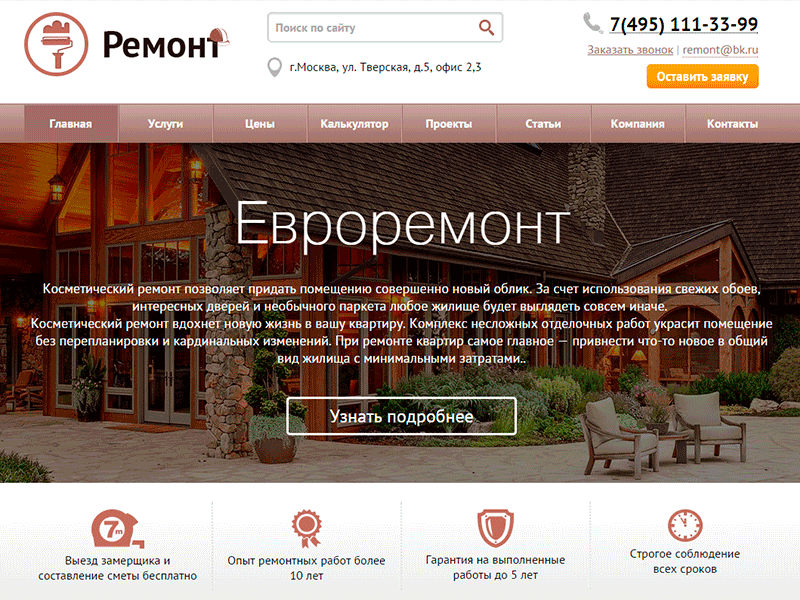 Ремонт
Поиск по сайту
г.Москва, ул. Тверская, д.5, офис 2,3
7(495) 111-33-99
Заказать звонок | remont@bk.ru
Оставить заявку
Главная Услуги Цены Калькулятор Проекты Статьи Компания Контакты
Евроремонт
Косметический ремонт позволяет придать помещению совершенно новый облик. За счет использования свежих обоев,
интересных дверей и необычного паркета любое жилище будет выглядеть совсем иначе.
Косметический ремонт вдохнет новую жизнь в вашу квартиру. Комплекс несложных отделочных работ украсит помещение
без перепланировки и кардинальных изменений. При ремонте квартир самое главное — привнести что-то новое в общий
вид жилища с минимальными затратами..
Узнать подробнее
7m
Выезд замерщика и
составление сметы бесплатно
Опыт ремонтных работ более
10 лет
Гарантия на выполненные
работы до 5 лет
Строгое соблюдение
всех сроков